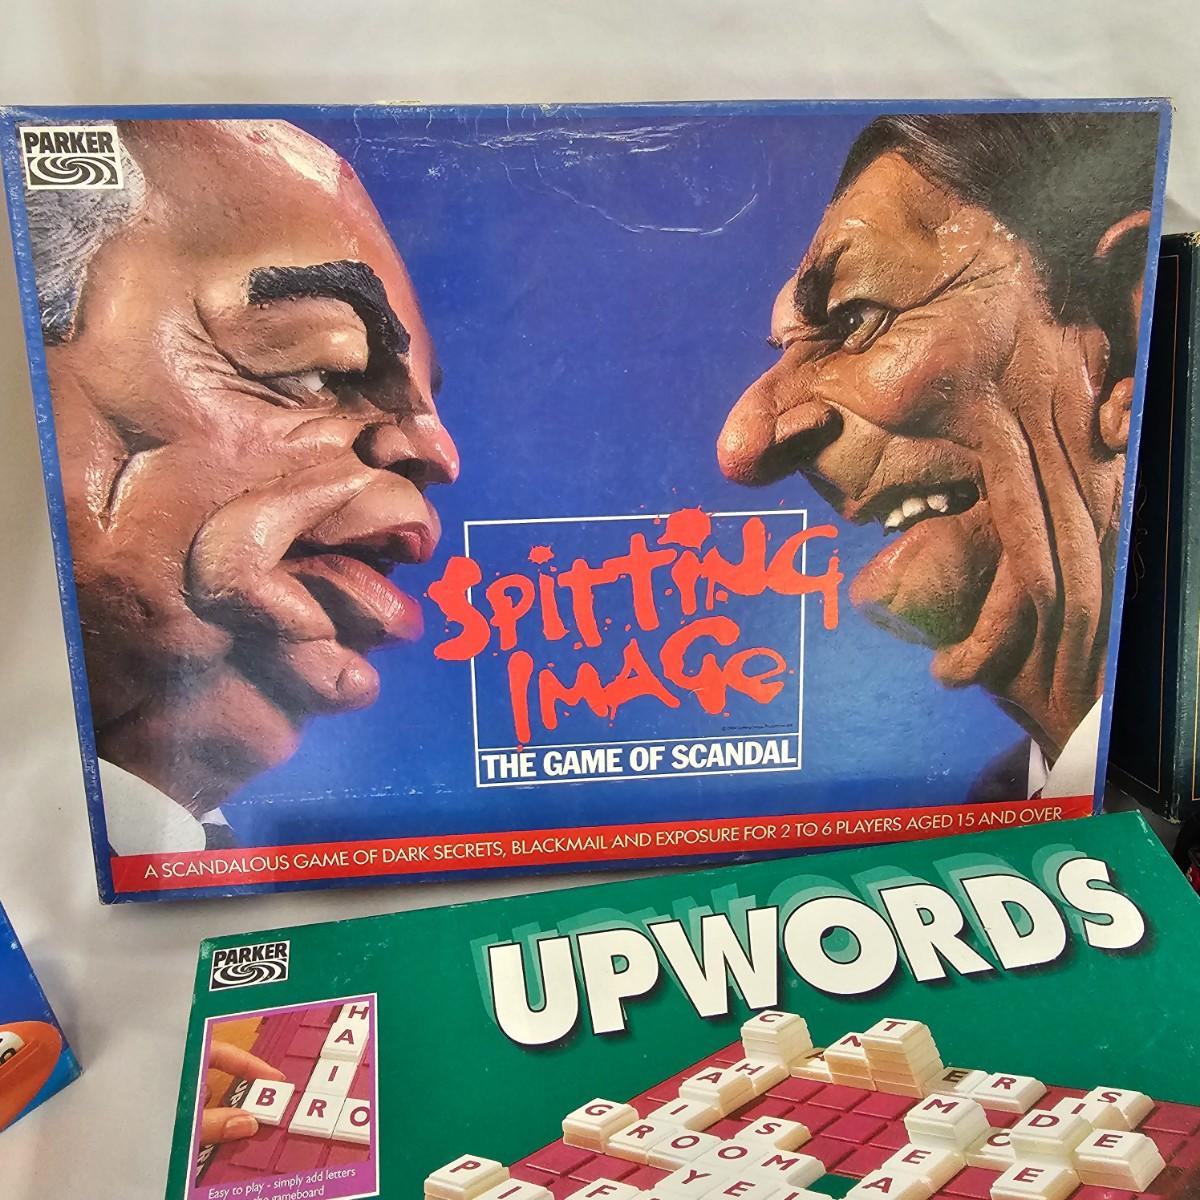 PARKER
SPITTING
IMAGE
THE GAME OF SCANDAL
A SCANDALOUS GAME OF DARK SECRETS, BLACKMAIL AND EXPOSURE FOR 2 TO 6 PLAYERS AGED 15 AND OVER
PARKER
UPWORDS
H
A
I
B R O
Easy to play - simply add letters
gameboard
C
A N T
A H E R
G I M D I S
R O S C E
P Y O M E E
I F E L A E